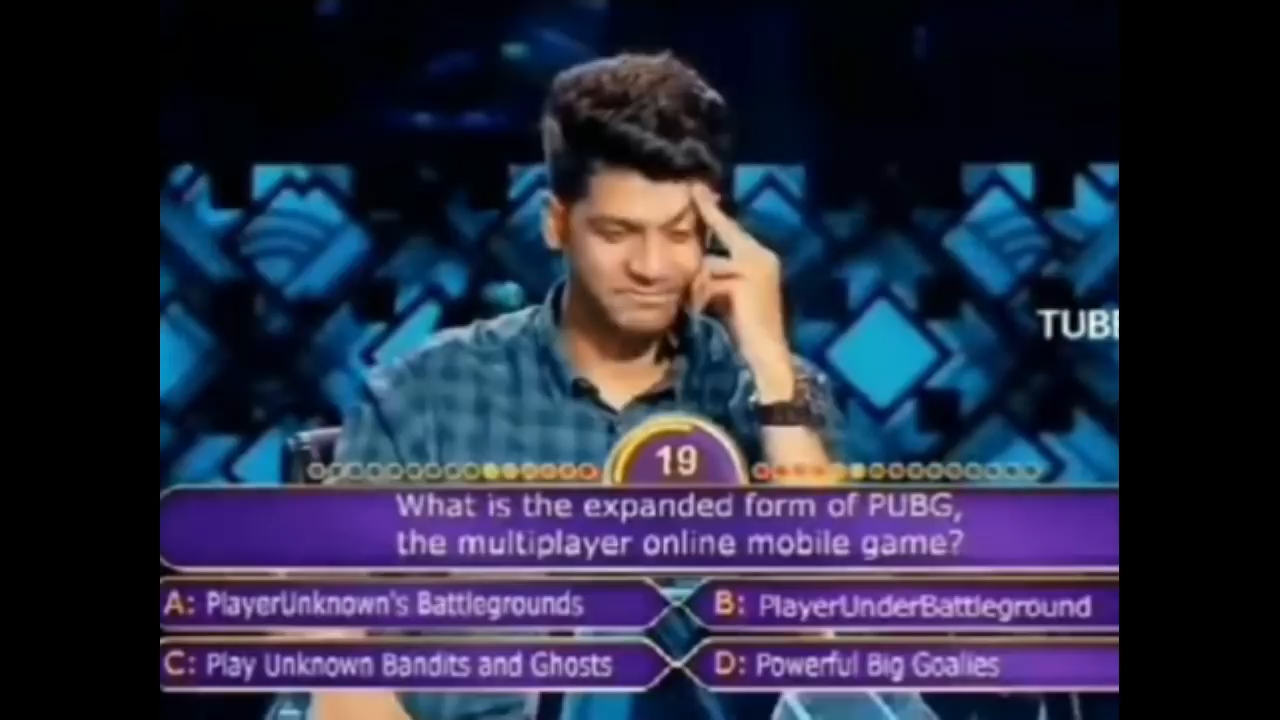 TUBE
19
What is the expanded form of PUBG,
the multiplayer online mobile game?
A: PlayerUnknown's Battlegrounds
B: PlayerUnderBattleground
C: Play Unknown Bandits and Ghosts
D: Powerful Big Goalies